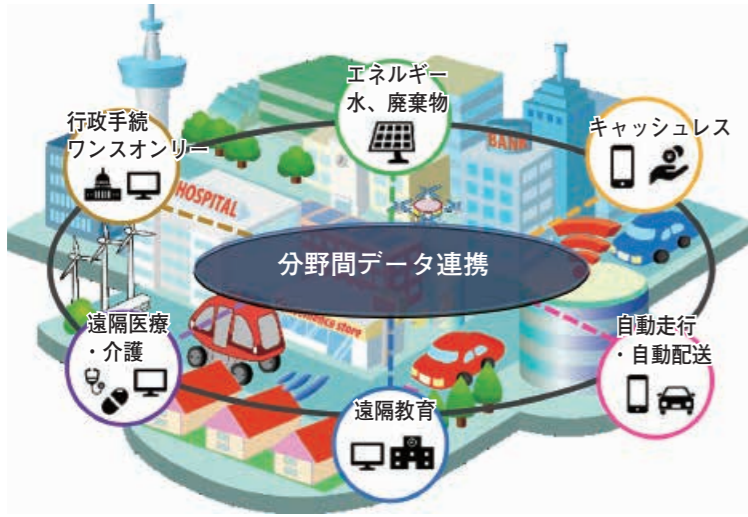 エネルギー
水、廃棄物
行政手続
ワンスオンリー
キャッシュレス
BANK
HOSPITAL
分野間データ連携
遠隔医療
・介護
store
自動走行
・自動配送
遠隔教育